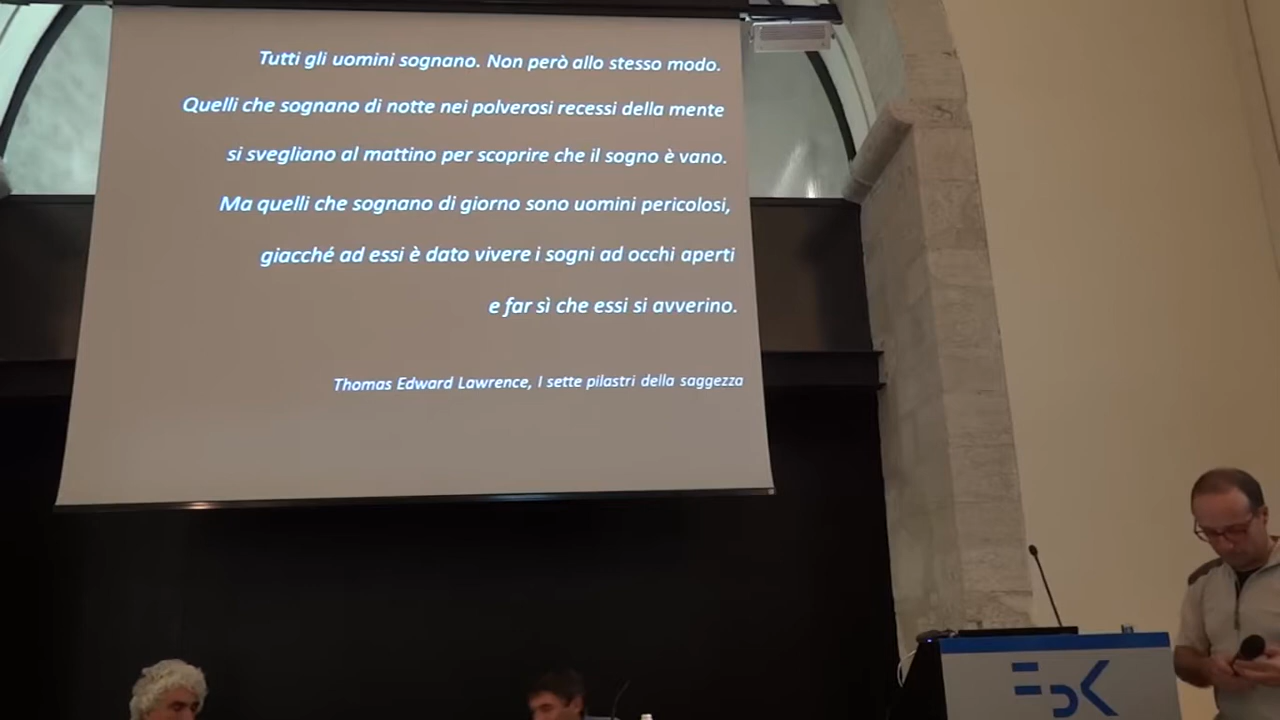 Tutti gli uomini sognano. Non però allo stesso modo.
Quelli che sognano di notte nei polverosi recessi della mente
si svegliano al mattino per scoprire che il sogno è vano.
Ma quelli che sognano di giorno sono uomini pericolosi,
giacché ad essi è dato vivere i sogni ad occhi aperti
e far sì che essi si avverino.
Thomas Edward Lawrence, I sette pilastri della saggezza
FBK